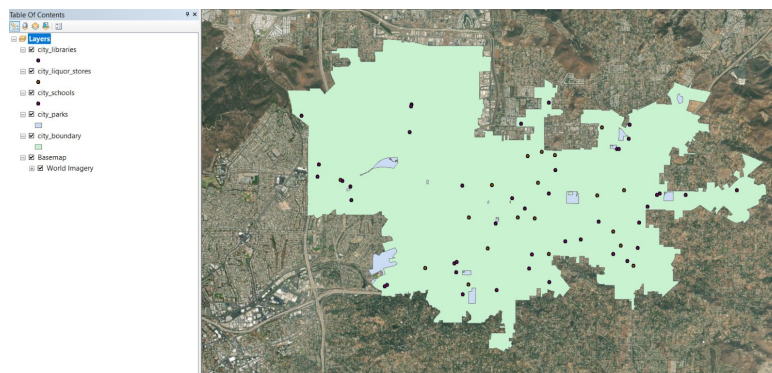 Table Of Contents
Layers
city_libraries
city_liquor_stores
city_schools
city_parks
city_boundary
Basemap
World Imagery